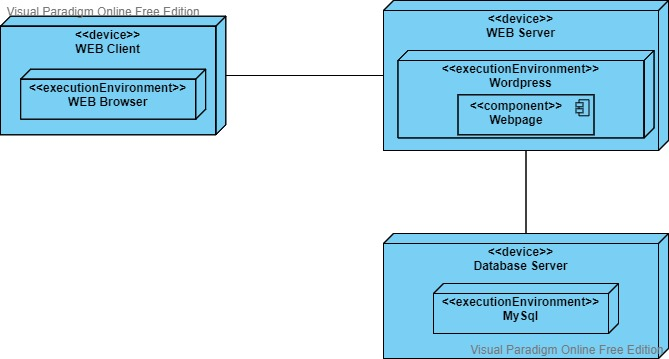 Visual Paradigm Online Free Edition
<<device>>
WEB Client
<<executionEnvironment>>
WEB Browser
<<device>>
WEB Server
<<executionEnvironment>>
Wordpress
<<component>>
Webpage
<<device>>
Database Server
<<executionEnvironment>>
MySql
Visual Paradigm Online Free Edition